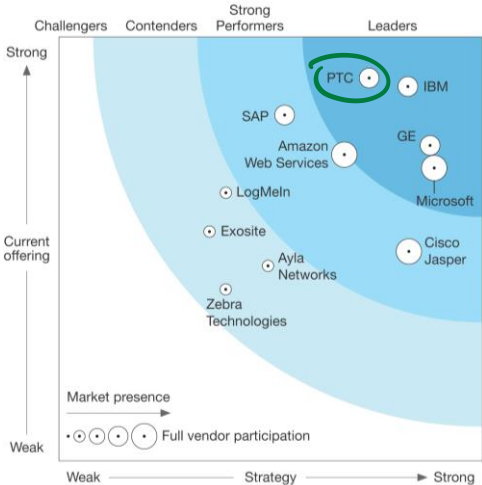 Challengers Contenders Strong Performers Leaders
Strong
PTC
IBM
SAP
GE
Amazon
Web Services
Microsoft
LogMeIn
Exosite
Current
offering
Cisco
Jasper
Ayla
Networks
Zebra
Technologies
Market presence
Full vendor participation
Weak
Weak Strategy Strong